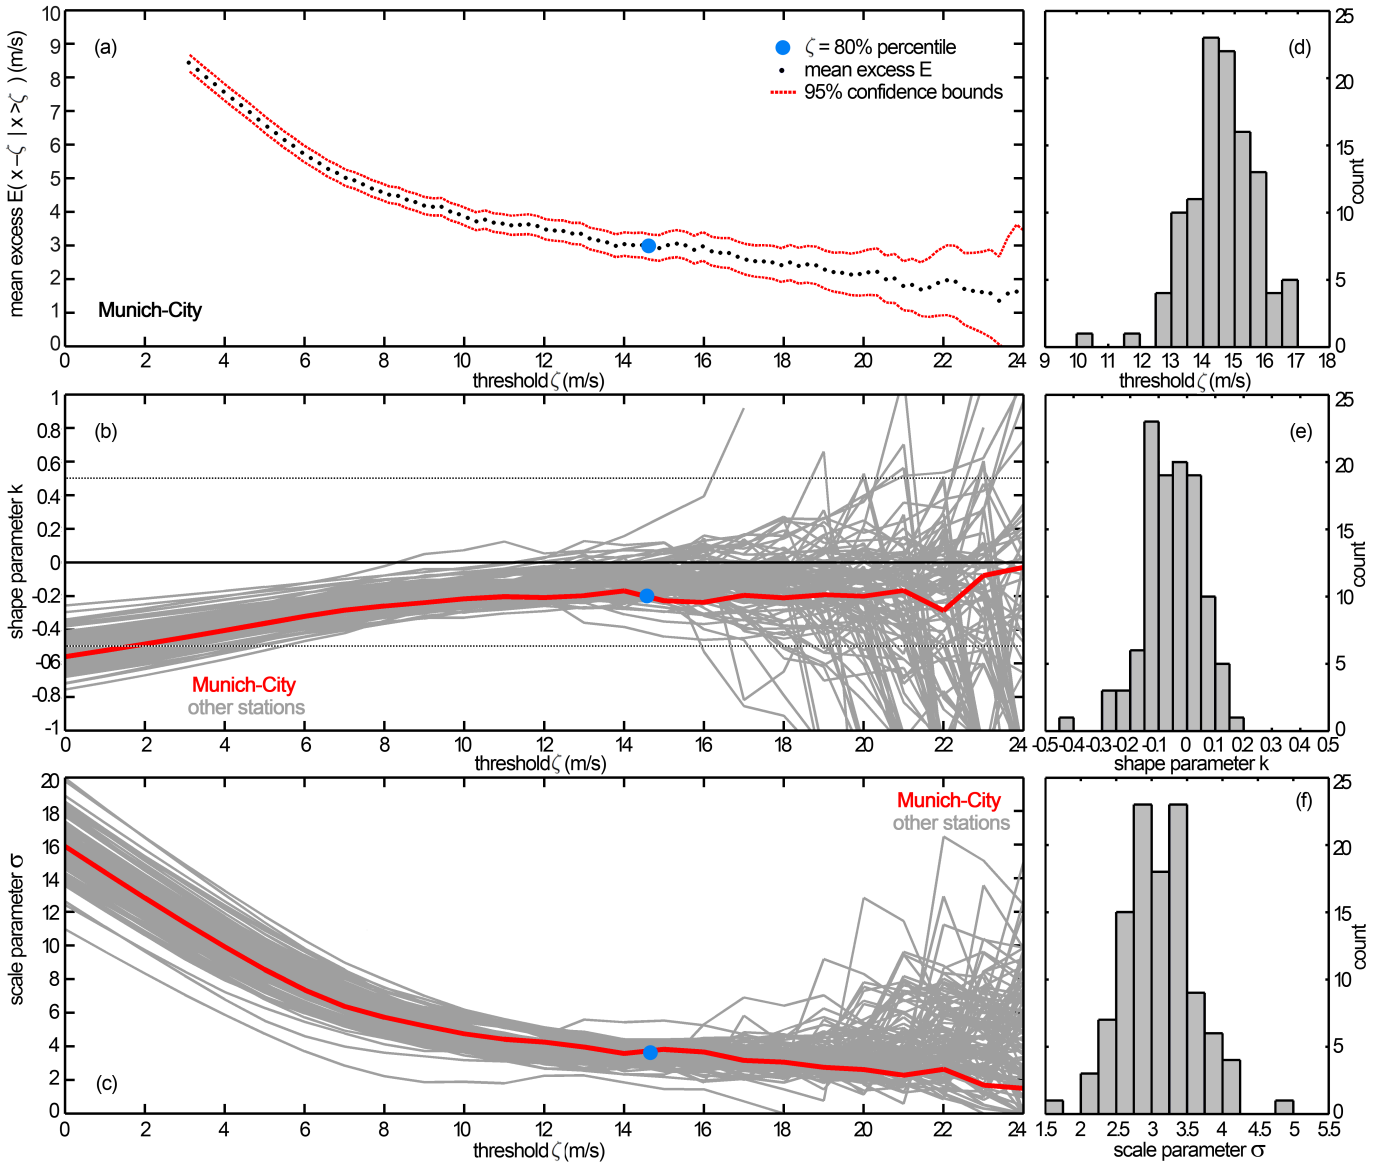 (a)
ζ = 80% percentile
mean excess E
95% confidence bounds
Munich-City
mean excess E( x –ζ | x >ζ ) (m/s)
10
9
8
7
6
5
4
3
2
1
0
0 2 4 6 8 10 12 14 16 18 20 22 24
threshold ζ (m/s)
(d)
25
20
15
10
5
0
count
9 10 11 12 13 14 15 16 17 18
threshold ζ (m/s)
(b)
shape parameter k
1
0.8
0.6
0.4
0.2
0
-0.2
-0.4
-0.6
-0.8
-1
Munich-City
other stations
0 2 4 6 8 10 12 14 16 18 20 22 24
threshold ζ (m/s)
(e)
25
20
15
10
5
0
count
-0.5 -0.4 -0.3 -0.2 -0.1 0 0.1 0.2 0.3 0.4 0.5
shape parameter k
(c)
scale parameter σ
20
18
16
14
12
10
8
6
4
2
0
Munich-City
other stations
0 2 4 6 8 10 12 14 16 18 20 22 24
threshold ζ (m/s)
(f)
25
20
15
10
5
0
count
1.5 2 2.5 3 3.5 4 4.5 5 5.5
scale parameter σ